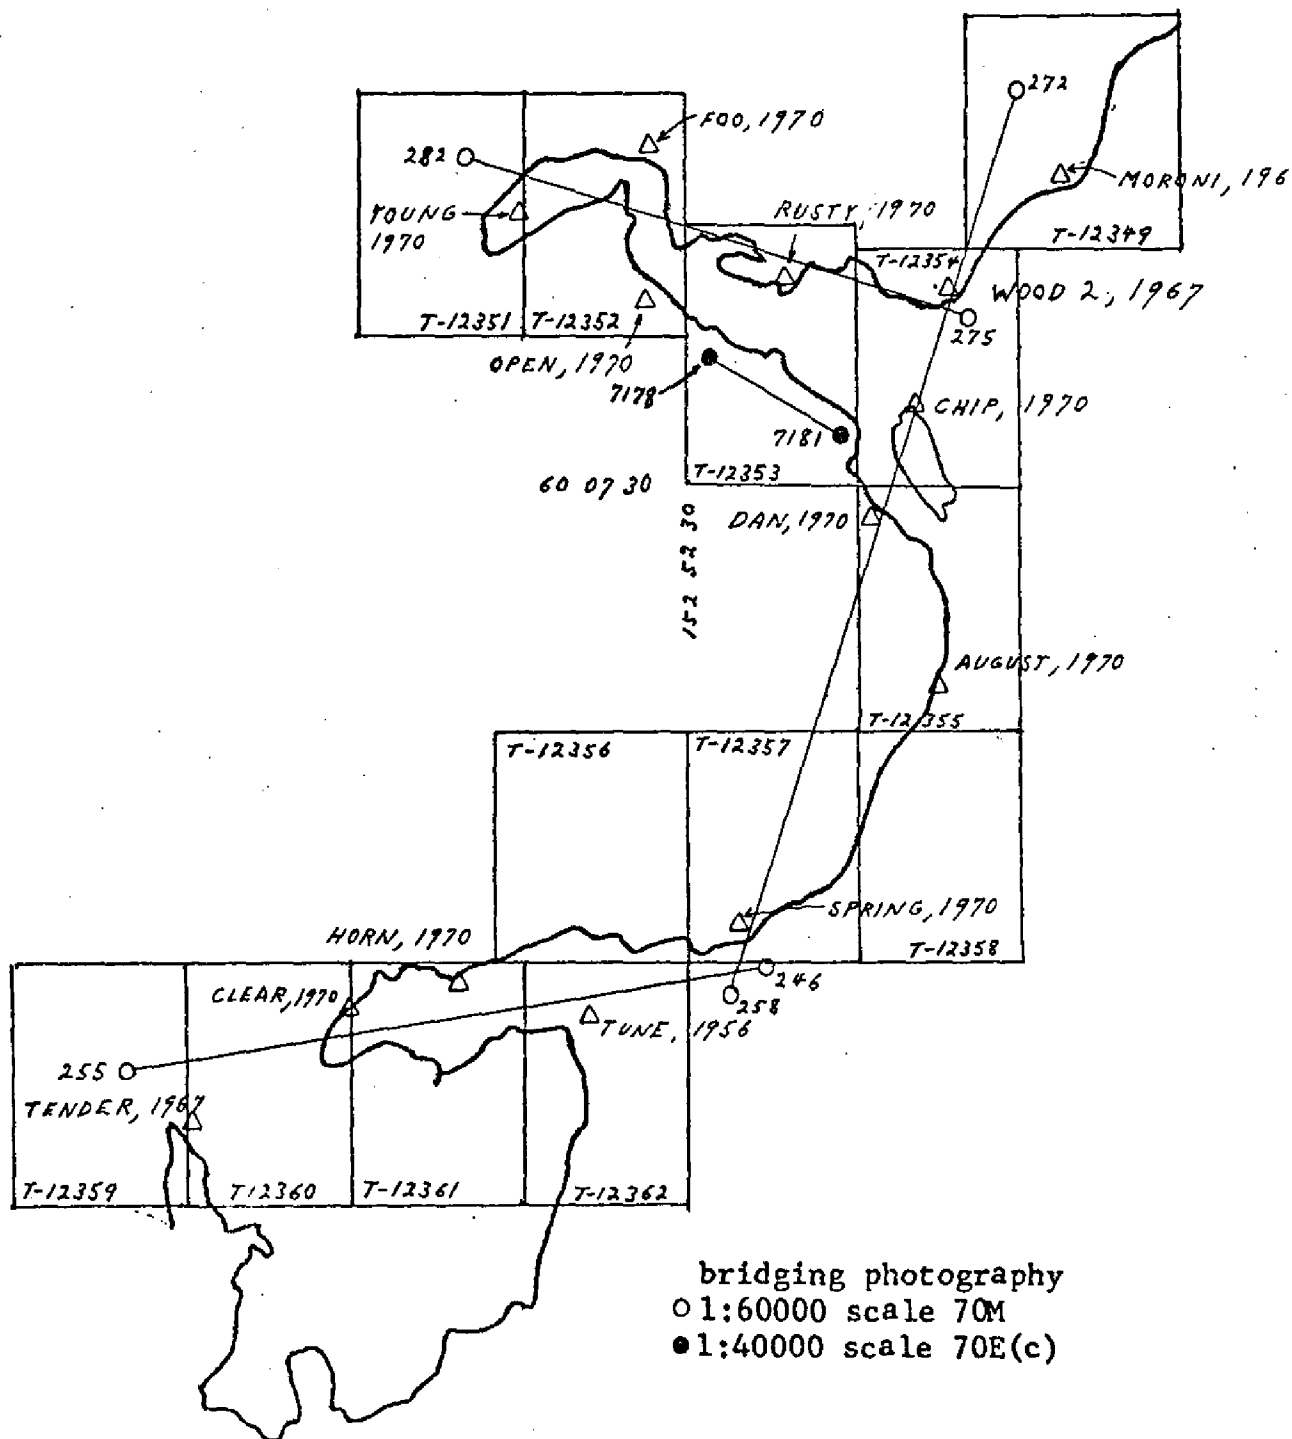 272
FOO, 1970
282
MORONI, 196
YOUNG
1970
RUSTY, 1970
T-12349
T-12354
WOOD 2, 1967
275
T-12351
T-12352
OPEN, 1970
7178
CHIP, 1970
7181
T-12353
60 07 30
152 52 30
DAN, 1970
AUGUST, 1970
T-12355
T-12356
T-12357
SPRING, 1970
HORN, 1970
T-12358
246
CLEAR, 1970
258
TUNE, 1956
255
TENDER, 1967
T-12359
T12360
T-12361
T-12362
bridging photography
1:60000 scale 70M
1:40000 scale 70E(c)